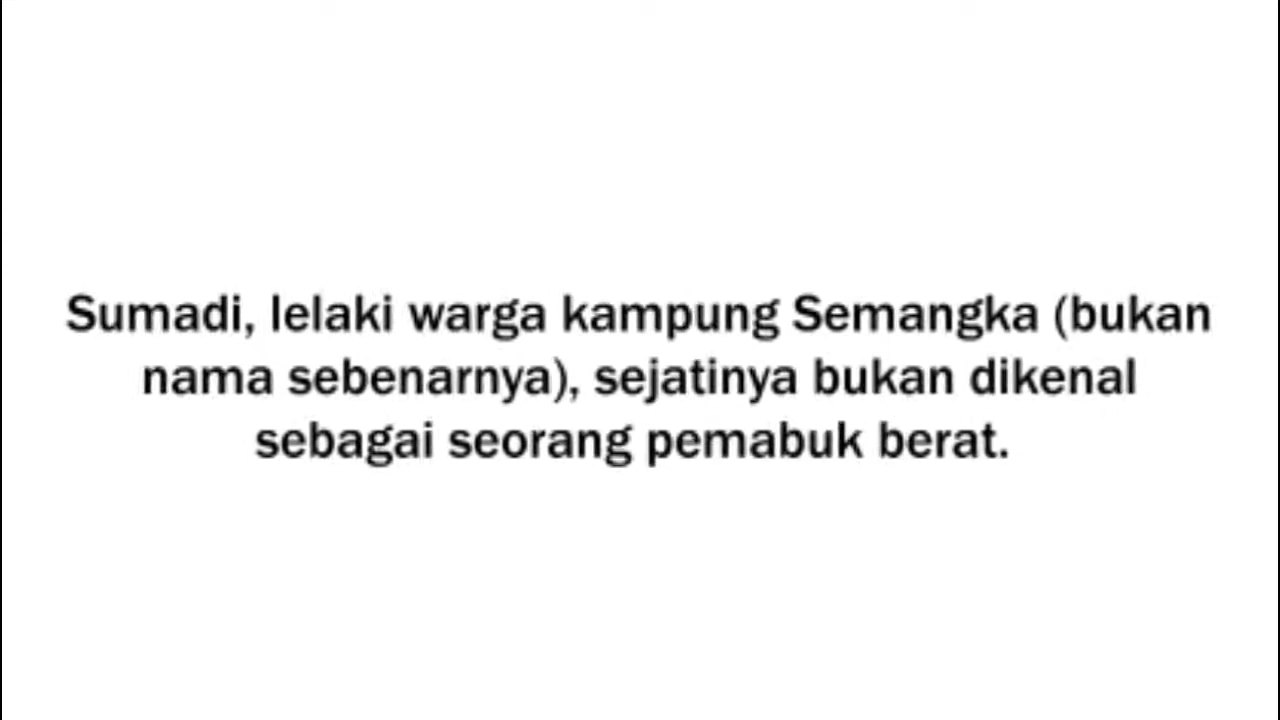 Sumadi, lelaki warga kampung Semangka (bukan
nama sebenarnya), sejatinya bukan dikenal
sebagai seorang pemabuk berat.